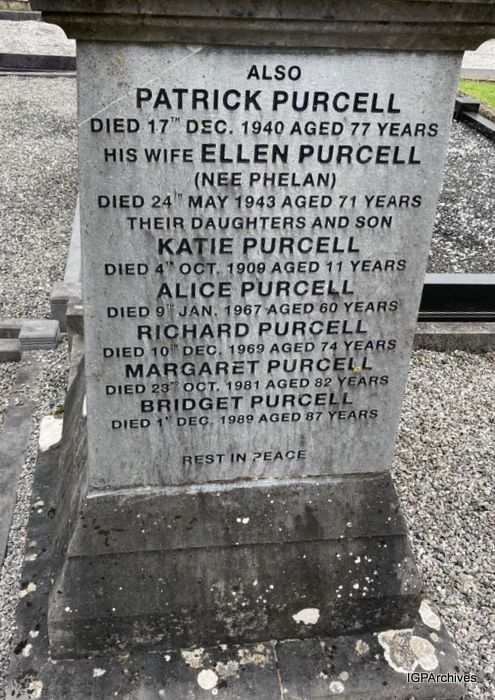 ALSO
PATRICK PURCELL
DIED 17TH DEC. 1940 AGED 77 YEARS
HIS WIFE ELLEN PURCELL
(NEE PHELAN)
DIED 24TH MAY 1943 AGED 71 YEARS
THEIR DAUGHTERS AND SON
KATIE PURCELL
DIED 4TH OCT. 1909 AGED 11 YEARS
ALICE PURCELL
DIED 9TH JAN. 1967 AGED 60 YEARS
RICHARD PURCELL
DIED 10TH DEC. 1969 AGED 74 YEARS
MARGARET PURCELL
DIED 23RD OCT. 1981 AGED 82 YEARS
BRIDGET PURCELL
DIED 1ST DEC. 1989 AGED 87 YEARS
REST IN PEACE
IGPArchives